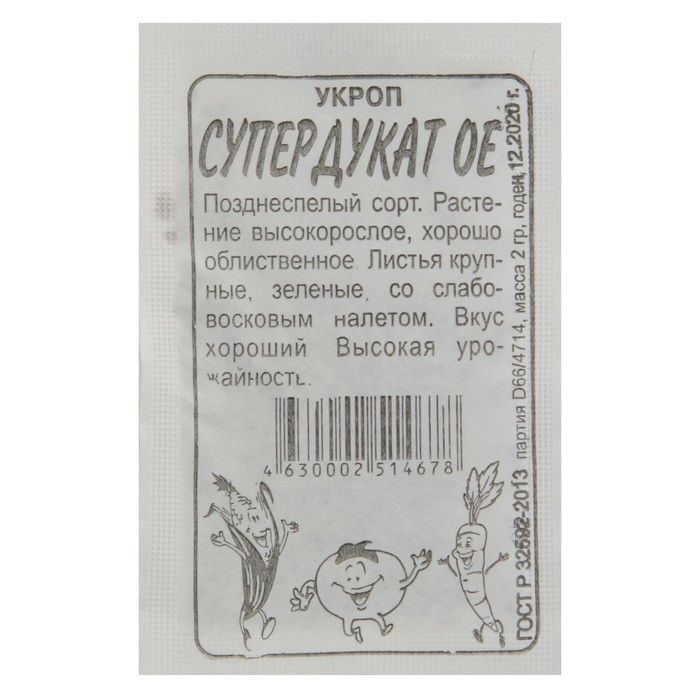 УКРОП
СУПЕРДУКАТ ОЕ
Позднеспелый сорт. Расте-
ние высокорослое, хорошо
облиственное. Листья круп-
ные, зеленые, со слабо-
восковым налетом. Вкус
хороший Высокая уро-
жайность.
4 630002 514678
ГОСТ Р 32592-2013 партия D66/4714, масса 2 гр, годен 12.2020 г.